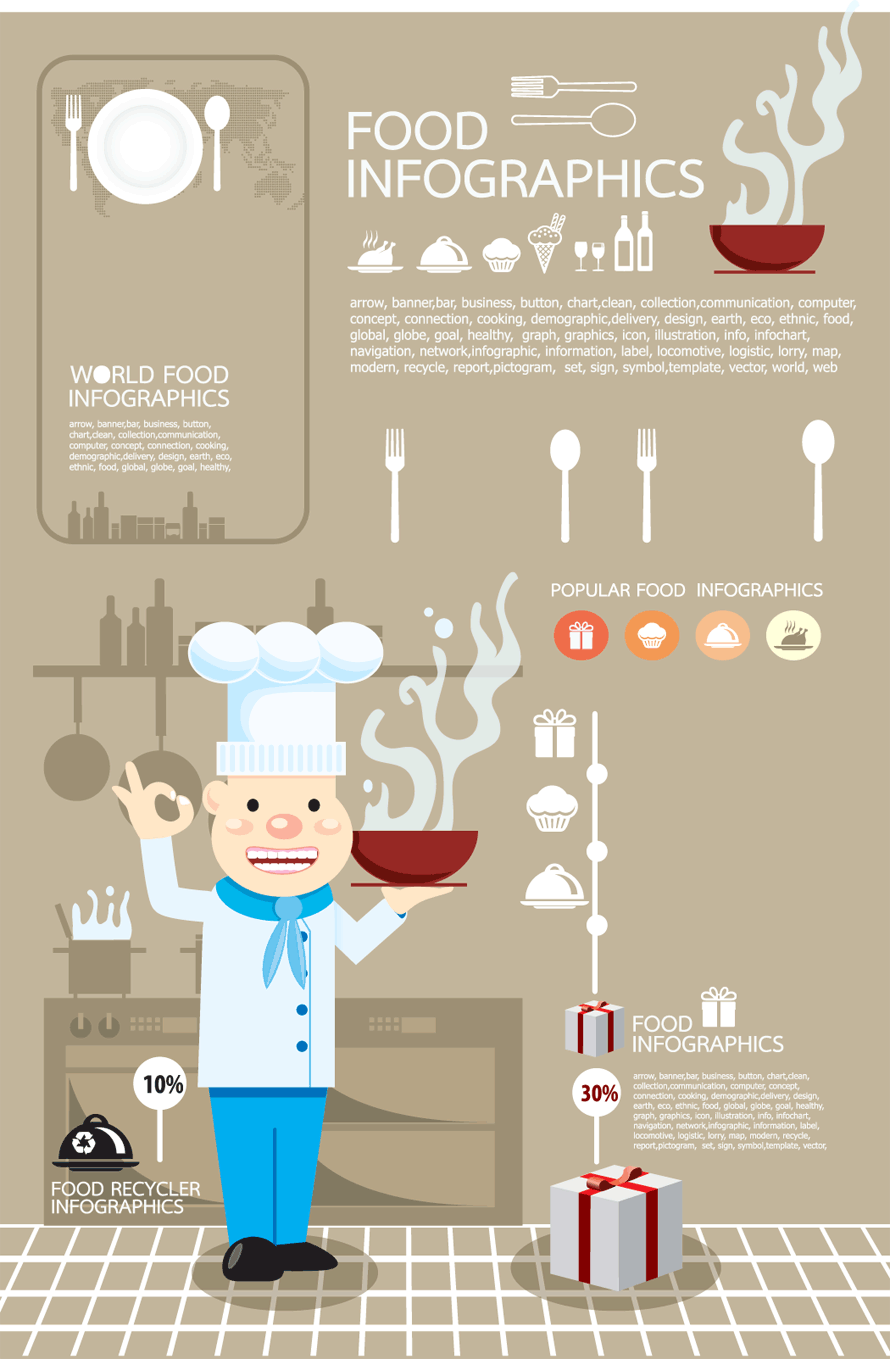 FOOD
INFOGRAPHICS
arrow, banner,bar, business, button, chart,clean, collection,communication, computer,
concept, connection, cooking, demographic,delivery, design, earth, eco, ethnic, food,
global, globe, goal, healthy, graph, graphics, icon, illustration, info, infochart,
navigation, network,infographic, information, label, locomotive, logistic, lorry, map,
modern, recycle, report,pictogram, set, sign, symbol,template, vector, world, web
WORLD FOOD
INFOGRAPHICS
arrow, banner,bar, business, button,
chart,clean, collection,communication,
computer, concept, connection, cooking,
demographic,delivery, design, earth, eco,
ethnic, food, global, globe, goal, healthy,
POPULAR FOOD INFOGRAPHICS
FOOD
INFOGRAPHICS
30%
arrow, banner,bar, business, button, chart,clean,
collection,communication, computer, concept,
connection, cooking, demographic,delivery, design,
earth, eco, ethnic, food, global, globe, goal, healthy,
graph, graphics, icon, illustration, info, infochart,
navigation, network,infographic, information, label,
locomotive, logistic, lorry, map, modern, recycle,
report,pictogram, set, sign, symbol,template, vector,
10%
FOOD RECYCLER
INFOGRAPHICS